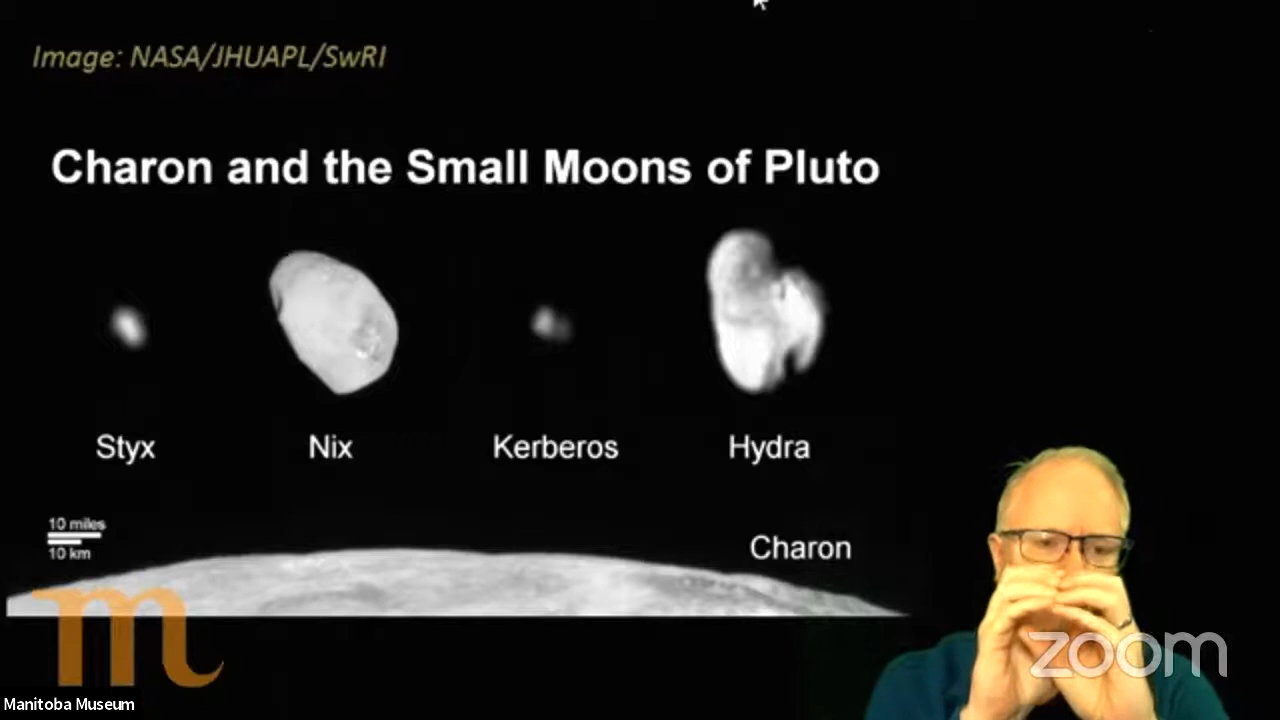 Image: NASA/JHUAPL/SwRI
Charon and the Small Moons of Pluto
Styx
Nix
Kerberos
Hydra
10 miles
10 km
Charon
m
zoom
Manitoba Museum